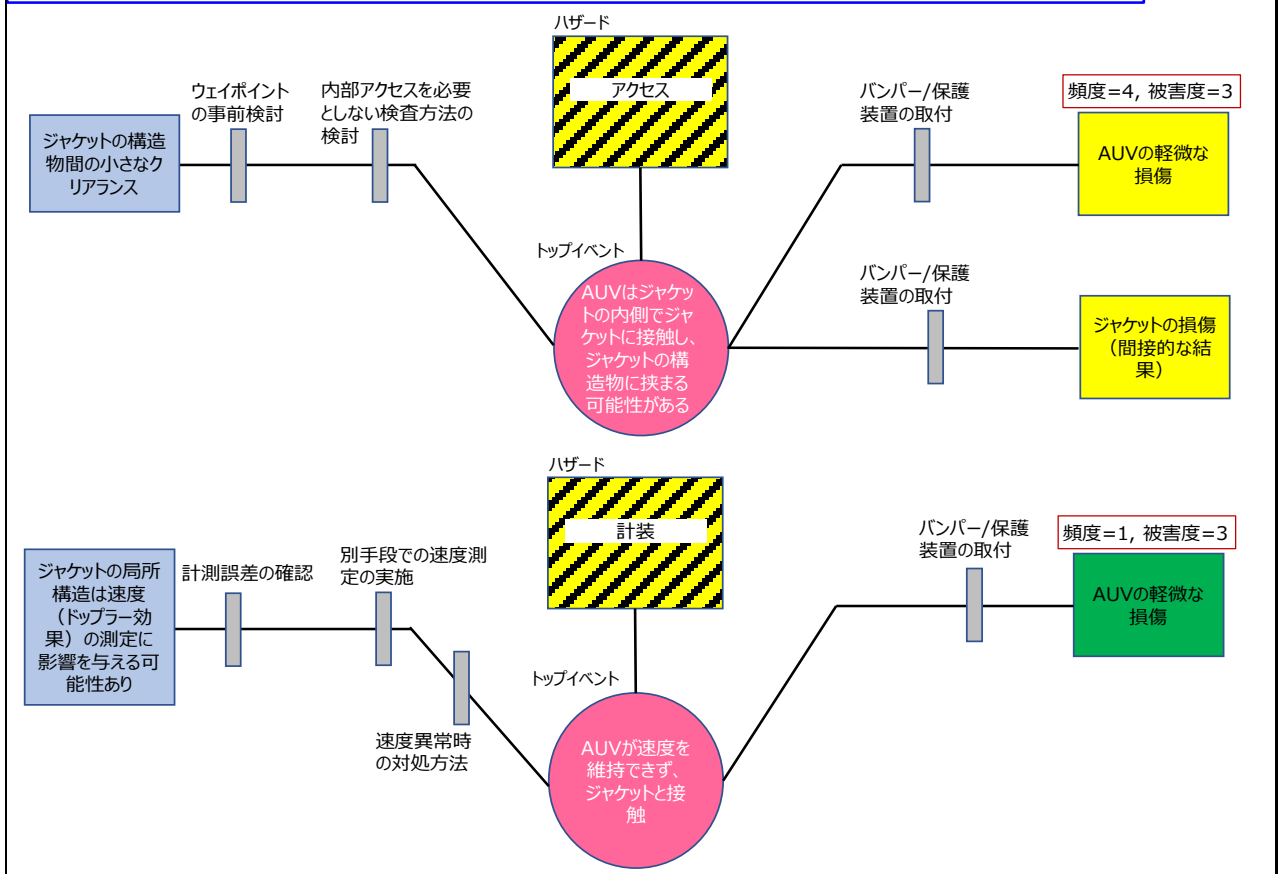 ハザード
アクセス
ウェイポイント
の事前検討
内部アクセスを必要
としない検査方法の
検討
バンパー/保護
装置の取付
頻度=4, 被害度=3
ジャケットの構造
物間の小さなク
リアランス
AUVの軽微な
損傷
トップイベント
AUVはジャケッ
トの内側でジャ
ケットに接触し、
ジャケットの構
造物に挟まる
可能性がある
バンパー/保護
装置の取付
ジャケットの損傷
（間接的な結
果）
ハザード
計装
バンパー/保護
装置の取付
頻度=1, 被害度=3
ジャケットの局所
構造は速度
（ドップラー効
果）の測定に
影響を与える可
能性あり
計測誤差の確認
別手段での速度測
定の実施
AUVの軽微な
損傷
トップイベント
速度異常時
の対処方法
AUVが速度を
維持できず、
ジャケットと接
触